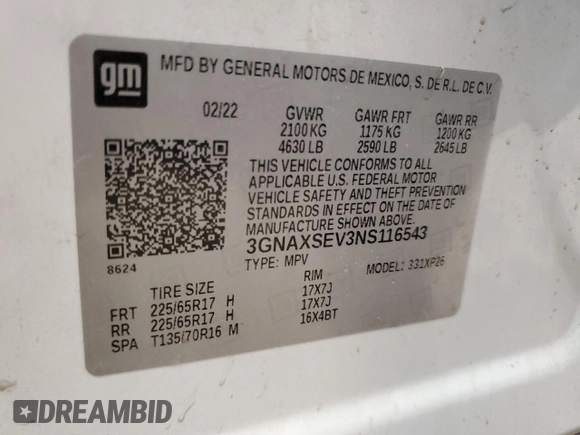 gm
MFD BY GENERAL MOTORS DE MEXICO, S. DE R.L. DE C.V.
02/22 GVWR GAWR FRT GAWR RR
2100 KG 1175 KG 1200 KG
4630 LB 2590 LB 2645 LB
THIS VEHICLE CONFORMS TO ALL
APPLICABLE U.S. FEDERAL MOTOR
VEHICLE SAFETY AND THEFT PREVENTION
STANDARDS IN EFFECT ON THE DATE OF
MANUFACTURE SHOWN ABOVE.
3GNAXSEV3NS116543
8624
TYPE: MPV MODEL: 331XP26
TIRE SIZE RIM
FRT 225/65R17 H 17X7J
RR 225/65R17 H 17X7J
SPA T135/70R16 M 16X4BT
DREAMBID